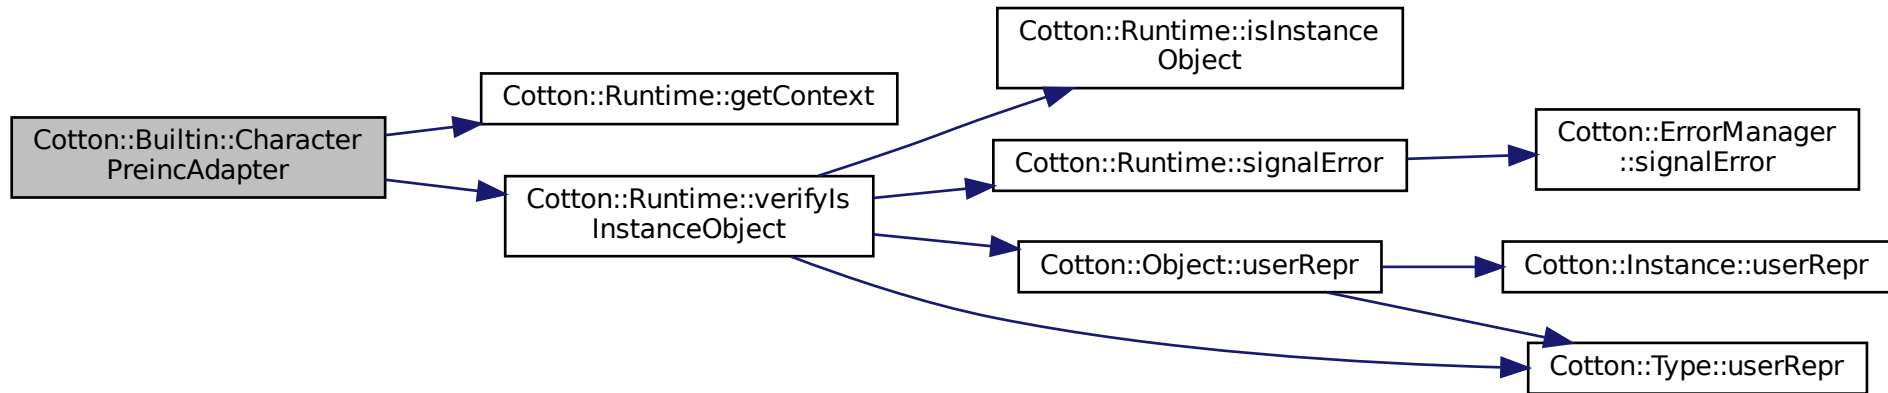 Cotton::Builtin::Character
PreincAdapter
Cotton::Runtime::getContext
Cotton::Runtime::verifyIs
InstanceObject
Cotton::Runtime::isInstance
Object
Cotton::Runtime::signalError
Cotton::Object::userRepr
Cotton::ErrorManager
::signalError
Cotton::Instance::userRepr
Cotton::Type::userRepr